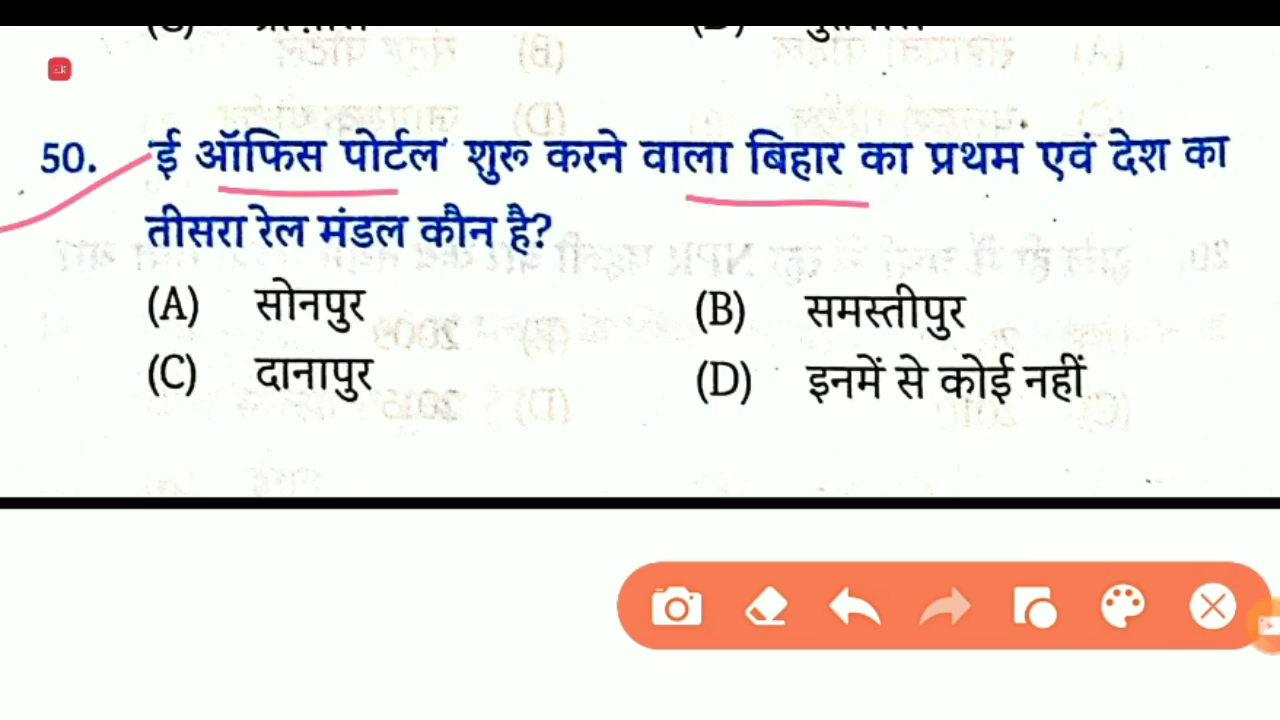 50. ई ऑफिस पोर्टल' शुरू करने वाला बिहार का प्रथम एवं देश का
तीसरा रेल मंडल कौन है?
(A) सोनपुर (B) समस्तीपुर
(C) दानापुर (D) इनमें से कोई नहीं